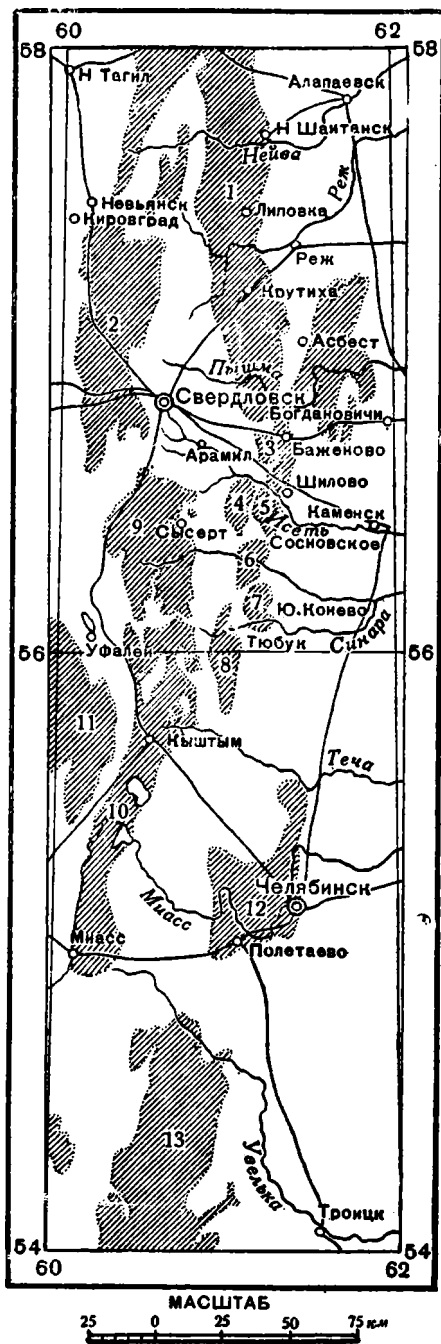 60 62
58
Н Тагил
Алапаевск
Н Шайтанск
Нейва
Реж
1
Невьянск
Кировград
Липовка
Реж
Крутиха
2
Асбест
Пышм
Свердловск
Богдановичи
3
Баженово
Арамил
Шилово
4
5
Каменск
9
Исеть
Сысерт
Сосновское
6
7
Ю.Конево
Тюбук
Синара
56 56
Уфалей
8
11
Кыштым
Теча
10
Челябинск
Миасс
12
Миасс
Полетаево
13
Увелька
Троицк
54 54
60 62
МАСШТАБ
25 0 25 50 75 км